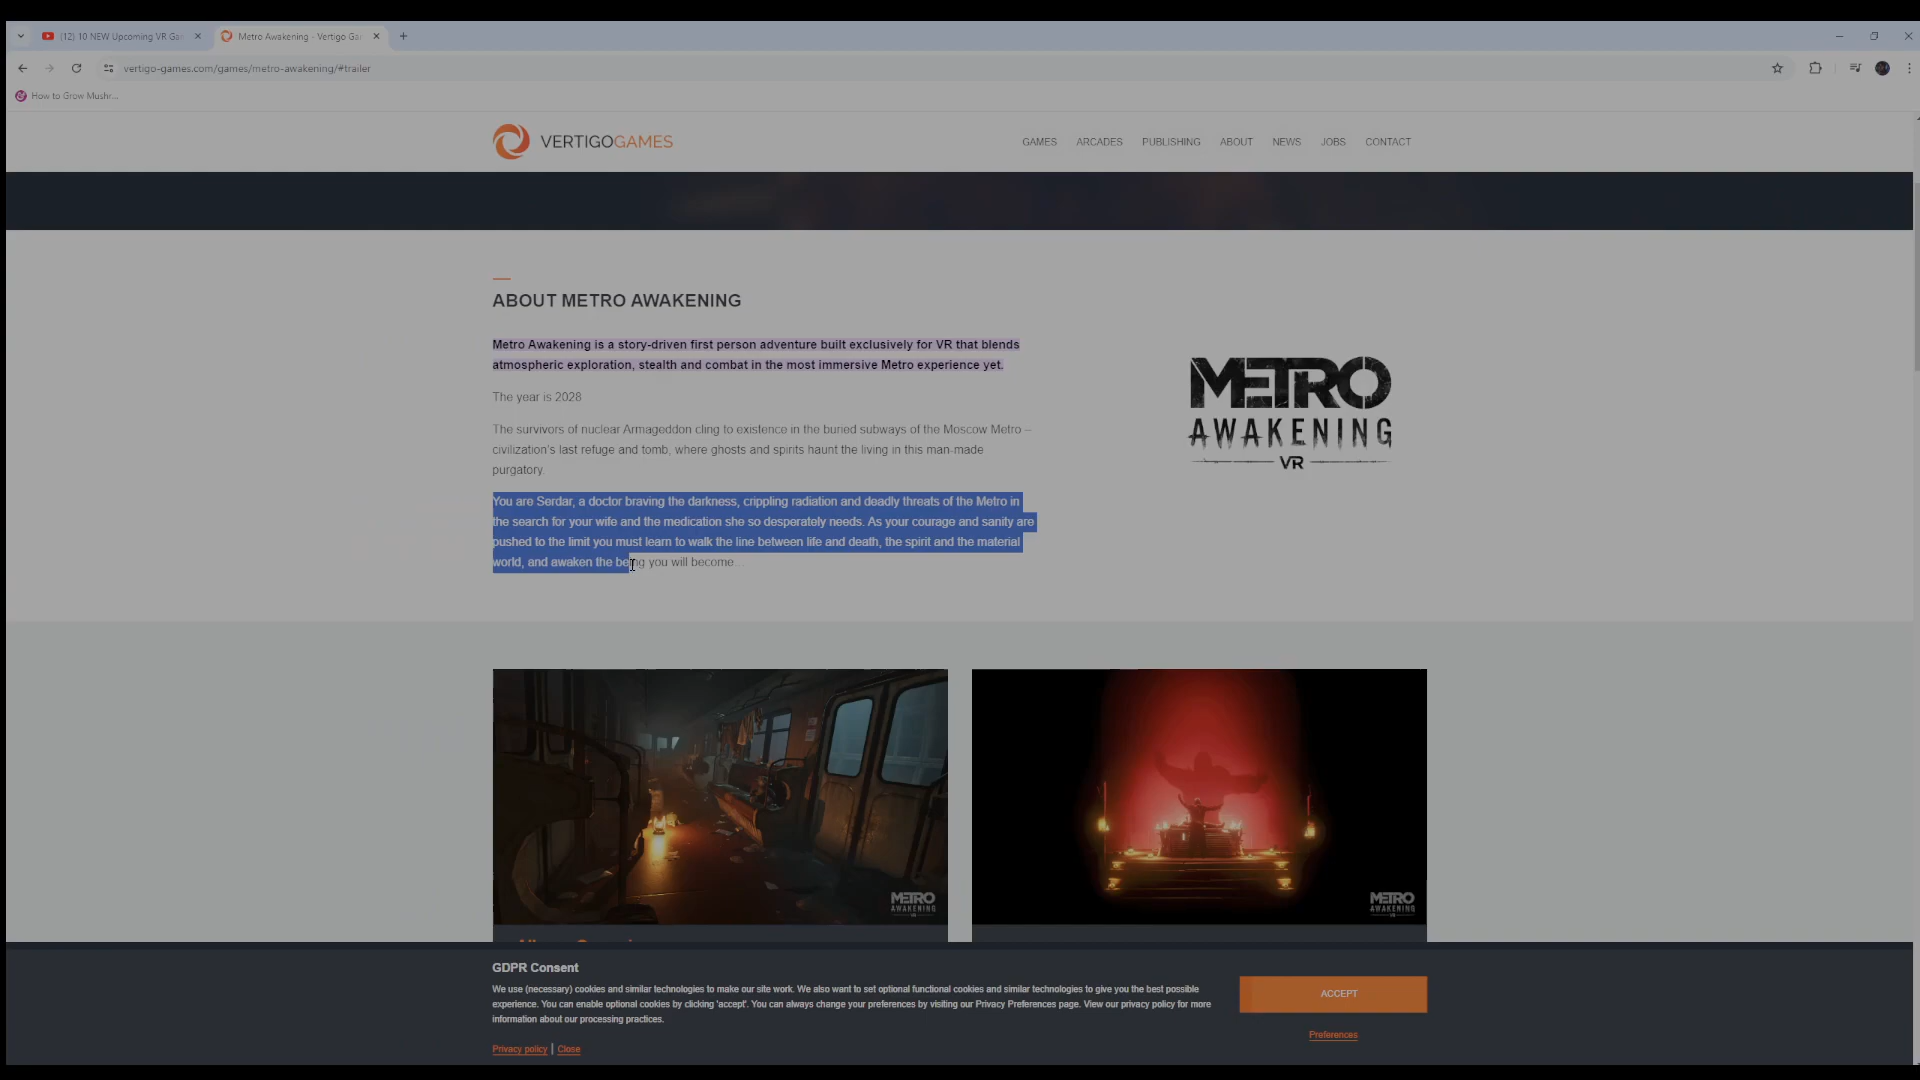 (12) 10 NEW Upcoming VR Ga
Metro Awakening - Vertigo Ga
vertigo-games.com/games/metro-awakening/#trailer
How to Grow Mushr...
VERTIGOGAMES
GAMES ARCADES PUBLISHING ABOUT NEWS JOBS CONTACT
ABOUT METRO AWAKENING
Metro Awakening is a story-driven first person adventure built exclusively for VR that blends
atmospheric exploration, stealth and combat in the most immersive Metro experience yet.
The year is 2028
The survivors of nuclear Armageddon cling to existence in the buried subways of the Moscow Metro –
civilization's last refuge and tomb, where ghosts and spirits haunt the living in this man-made
purgatory.
You are Serdar, a doctor braving the darkness, crippling radiation and deadly threats of the Metro in
the search for your wife and the medication she so desperately needs. As your courage and sanity are
pushed to the limit you must learn to walk the line between life and death, the spirit and the material
world, and awaken the being you will become...
METRO
AWAKENING
VR
METRO
AWAKENING
VR
METRO
AWAKENING
VR
GDPR Consent
We use (necessary) cookies and similar technologies to make our site work. We also want to set optional functional cookies and similar technologies to give you the best possible
experience. You can enable optional cookies by clicking 'accept'. You can always change your preferences by visiting our Privacy Preferences page. View our privacy policy for more
information about our processing practices.
Privacy policy | Close
ACCEPT
Preferences